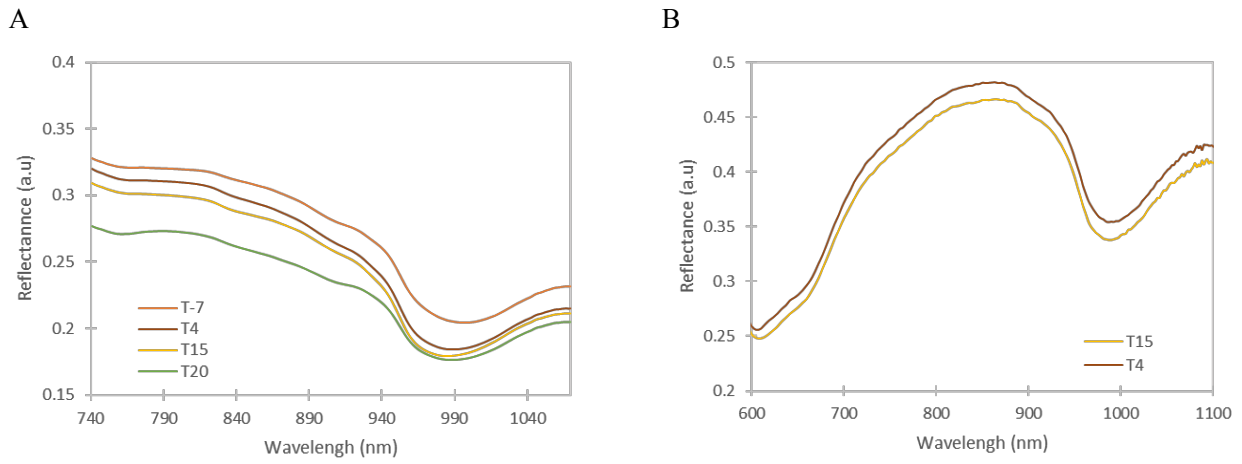 A
Reflectannce (a.u)
0.4
0.35
0.3
0.25
0.2
0.15
T-7
T4
T15
T20
740 790 840 890 940 990 1040
Wavelengh (nm)
B
Reflectance (a.u)
0.5
0.45
0.4
0.35
0.3
0.25
0.2
T15
T4
600 700 800 900 1000 1100
Wavelength (nm)